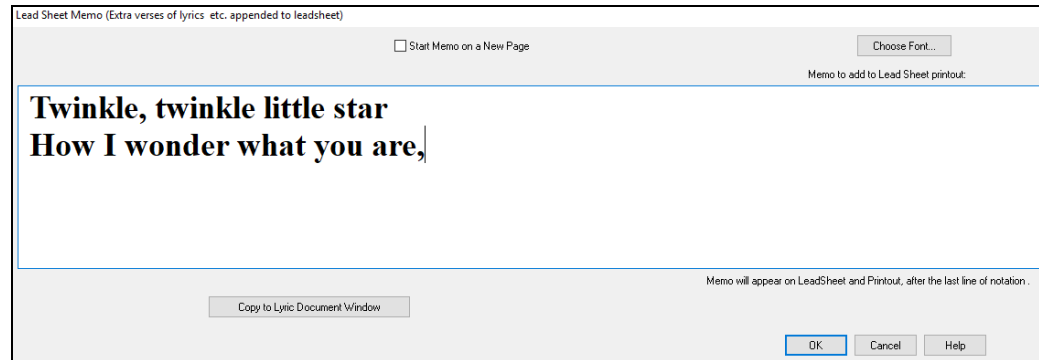 Lead Sheet Memo (Extra verses of lyrics etc. appended to leadsheet)
Start Memo on a New Page
Choose Font...
Memo to add to Lead Sheet printout:
Twinkle, twinkle little star
How I wonder what you are,
Memo will appear on LeadSheet and Printout, after the last line of notation .
Copy to Lyric Document Window
OK Cancel Help